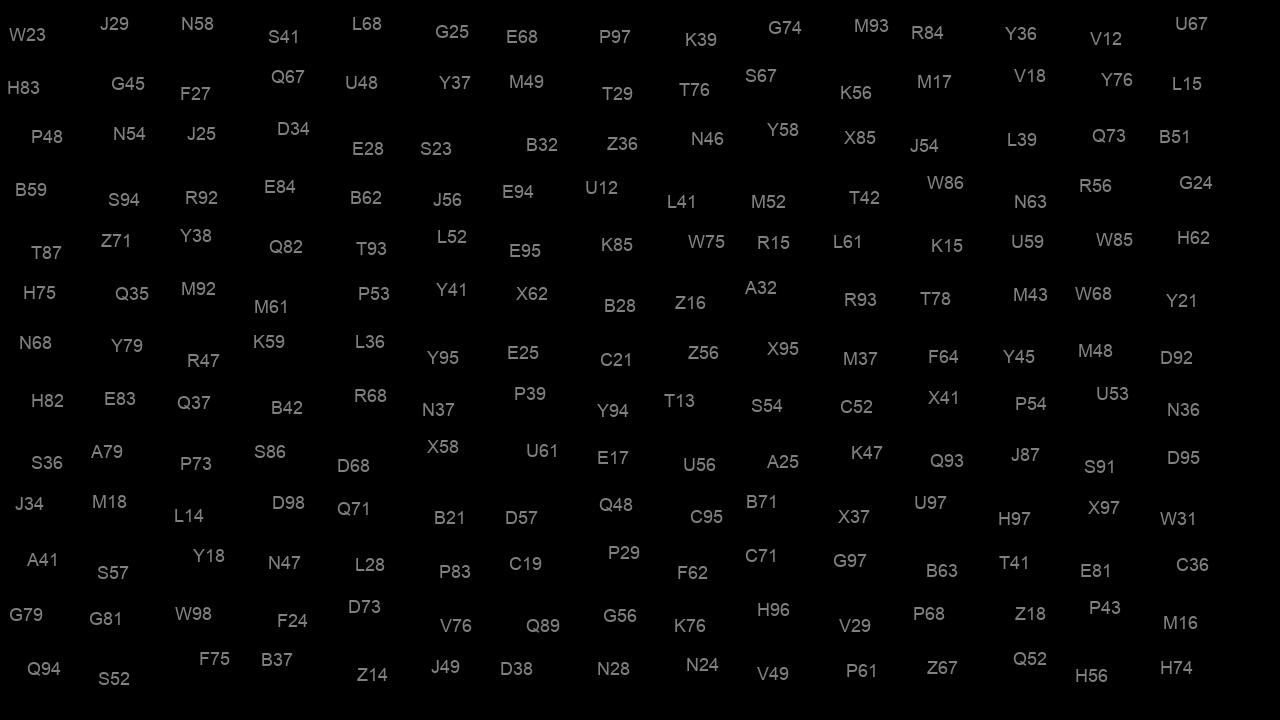 W23 J29 N58 S41 L68 G25 E68 P97 K39 G74 M93 R84 Y36 V12 U67
H83 G45 F27 Q67 U48 Y37 M49 T29 T76 S67 K56 M17 V18 Y76 L15
P48 N54 J25 D34 E28 S23 B32 Z36 N46 Y58 X85 J54 L39 Q73 B51
B59 S94 R92 E84 B62 J56 E94 U12 L41 M52 T42 W86 N63 R56 G24
T87 Z71 Y38 Q82 T93 L52 E95 K85 W75 R15 L61 K15 U59 W85 H62
H75 Q35 M92 M61 P53 Y41 X62 B28 Z16 A32 R93 T78 M43 W68 Y21
N68 Y79 R47 K59 L36 Y95 E25 C21 Z56 X95 M37 F64 Y45 M48 D92
H82 E83 Q37 B42 R68 N37 P39 Y94 T13 S54 C52 X41 P54 U53 N36
S36 A79 P73 S86 D68 X58 U61 E17 U56 A25 K47 Q93 J87 S91 D95
J34 M18 L14 D98 Q71 B21 D57 Q48 C95 B71 X37 U97 H97 X97 W31
A41 S57 Y18 N47 L28 P83 C19 P29 F62 C71 G97 B63 T41 E81 C36
G79 G81 W98 F24 D73 V76 Q89 G56 K76 H96 V29 P68 Z18 P43 M16
Q94 S52 F75 B37 Z14 J49 D38 N28 N24 V49 P61 Z67 Q52 H56 H74